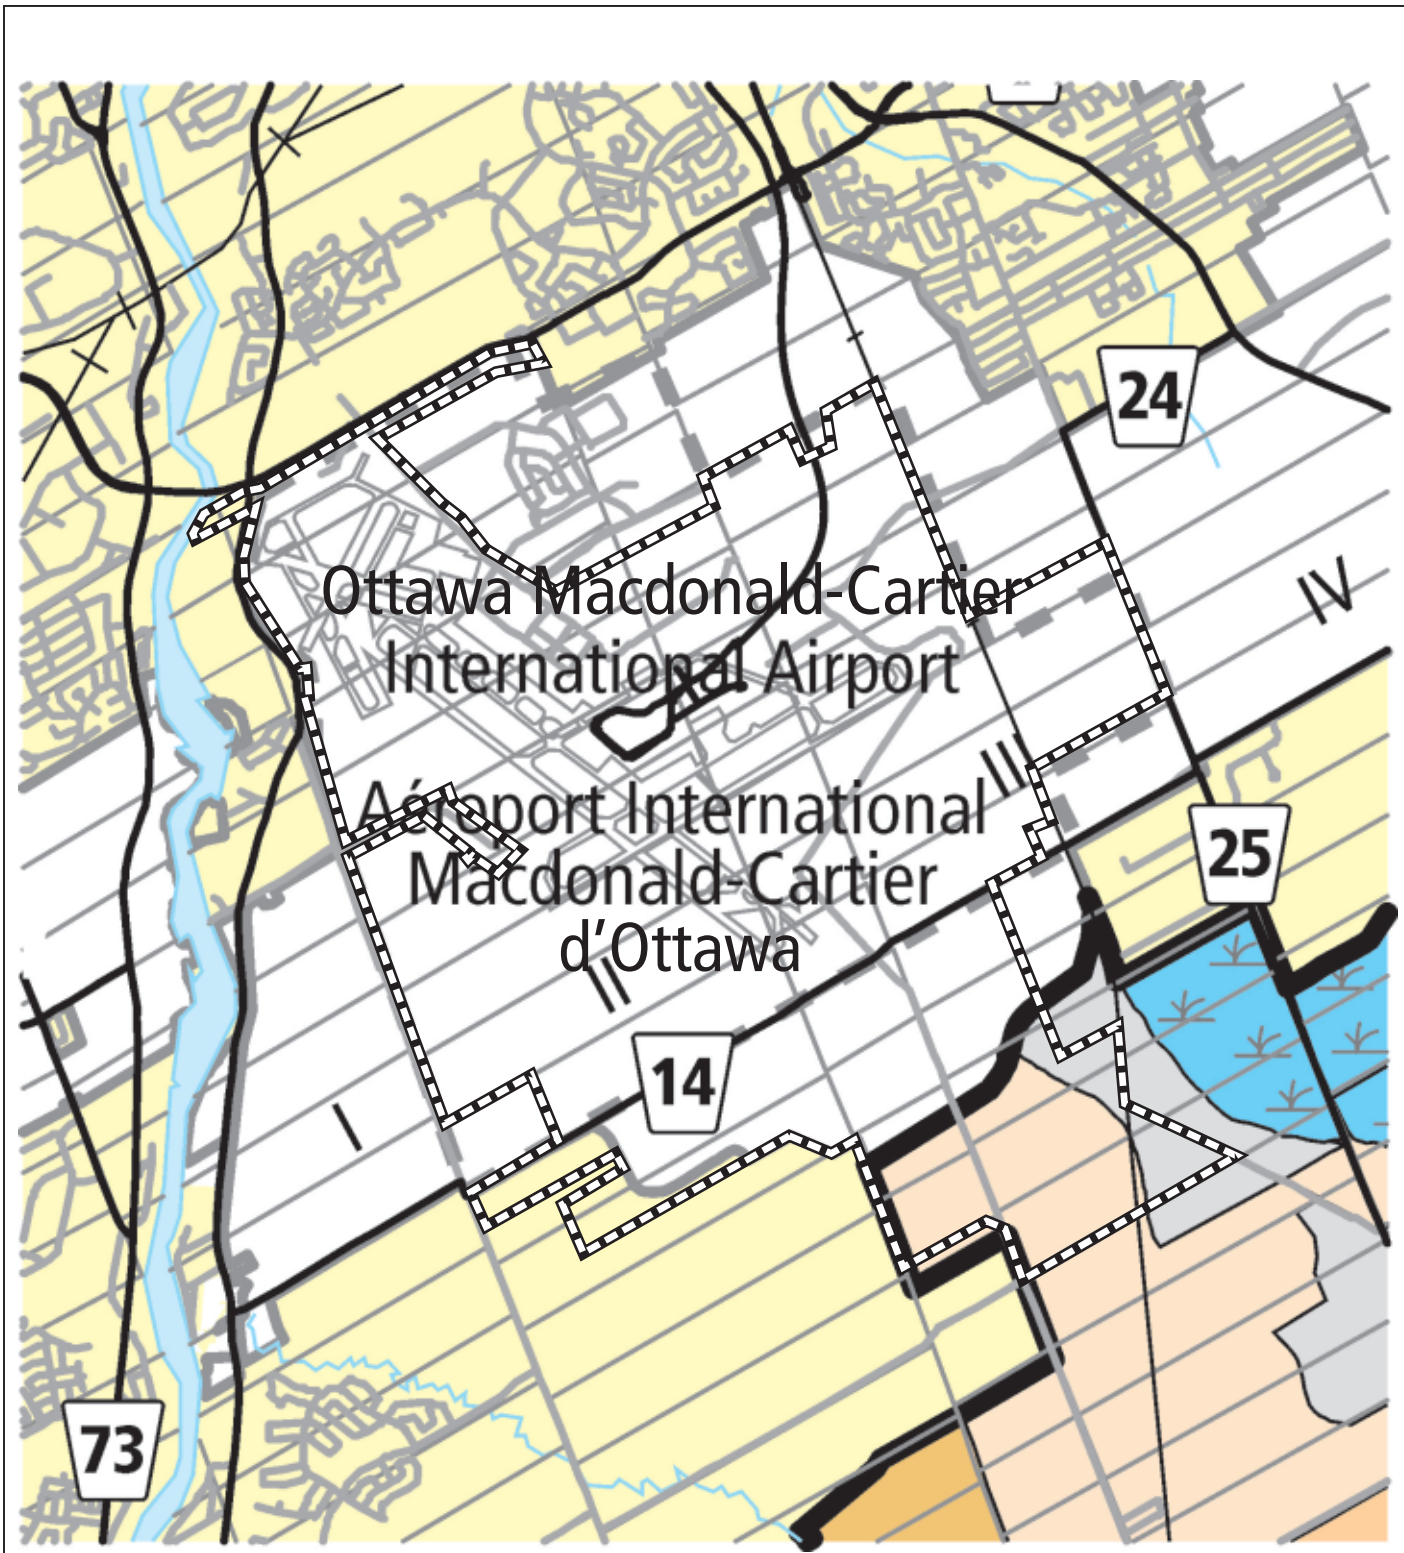 24
IV
Ottawa Macdonald-Cartier
International Airport
III
Aéroport International
Macdonald-Cartier
d'Ottawa
25
II
14
I
73